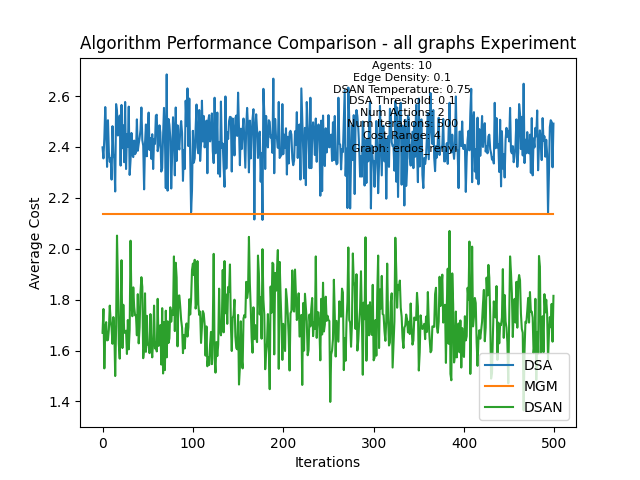 Algorithm Performance Comparison - all graphs Experiment
Agents: 10
Edge Density: 0.1
DSAN Temperature: 0.75
DSA Threshold: 0.1
Num Actions: 2
Num Iterations: 500
Cost Range: 4
Graph: erdos_renyi
Average Cost
2.6
2.4
2.2
2.0
1.8
1.6
1.4
DSA
MGM
DSAN
0
100
200
300
400
500
Iterations